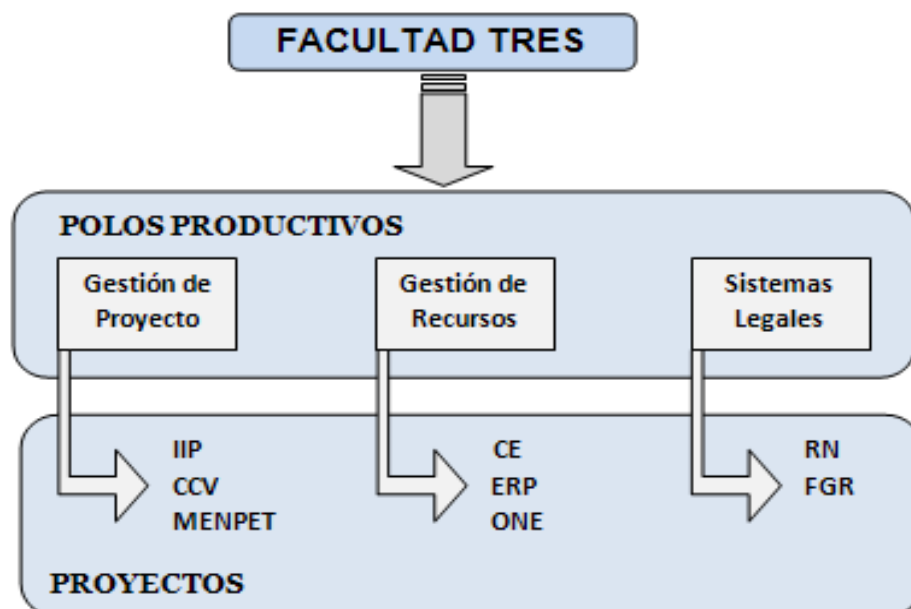 FACULTAD TRES
POLOS PRODUCTIVOS
Gestión de
Proyecto
Gestión de
Recursos
Sistemas
Legales
IIP
CCV
MENPET
CE
ERP
ONE
RN
FGR
PROYECTOS